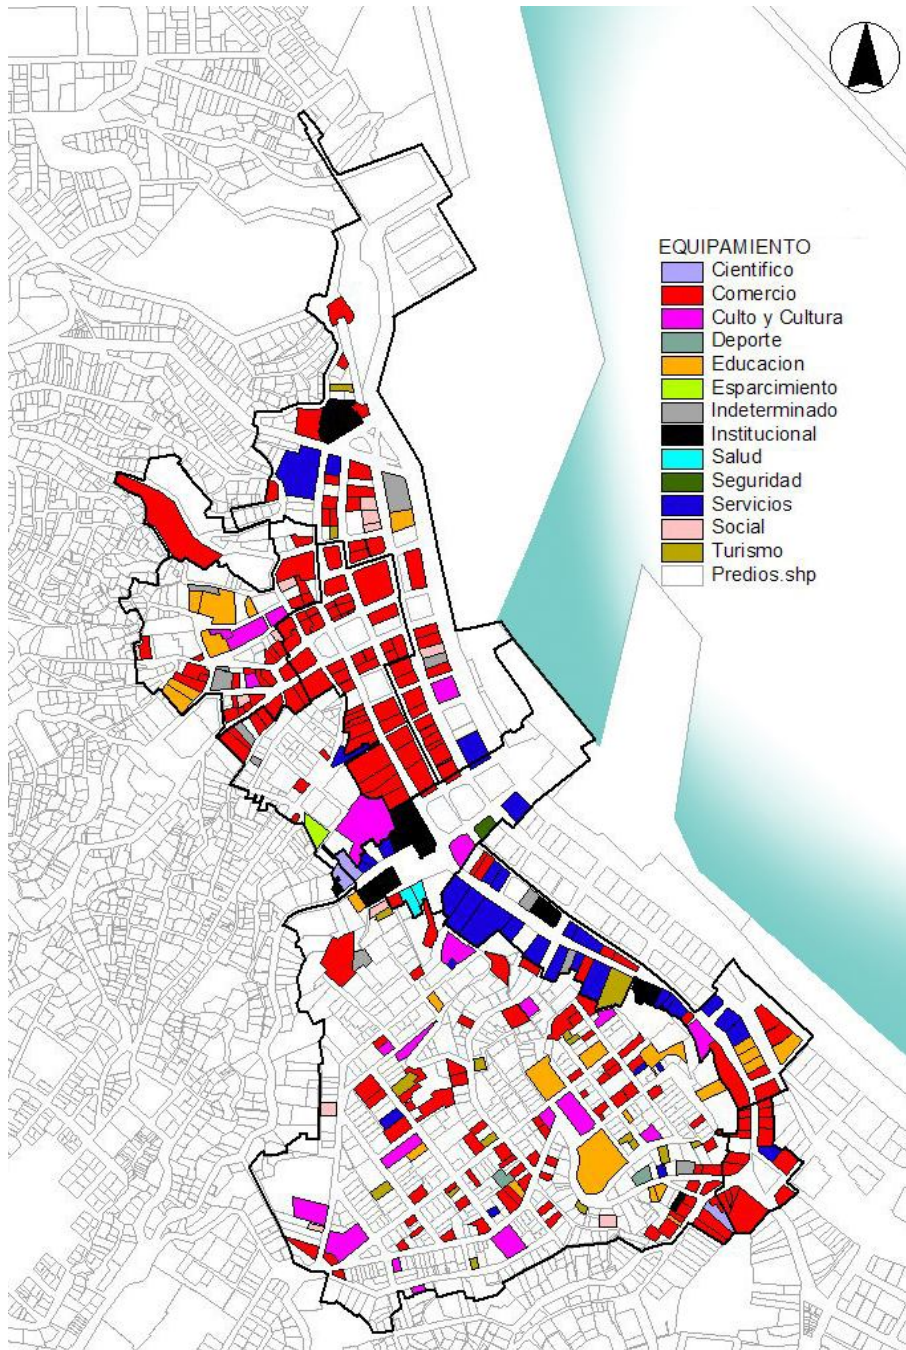 EQUIPAMIENTO
Cientifico
Comercio
Culto y Cultura
Deporte
Educacion
Esparcimiento
Indeterminado
Institucional
Salud
Seguridad
Servicios
Social
Turismo
Predios.shp